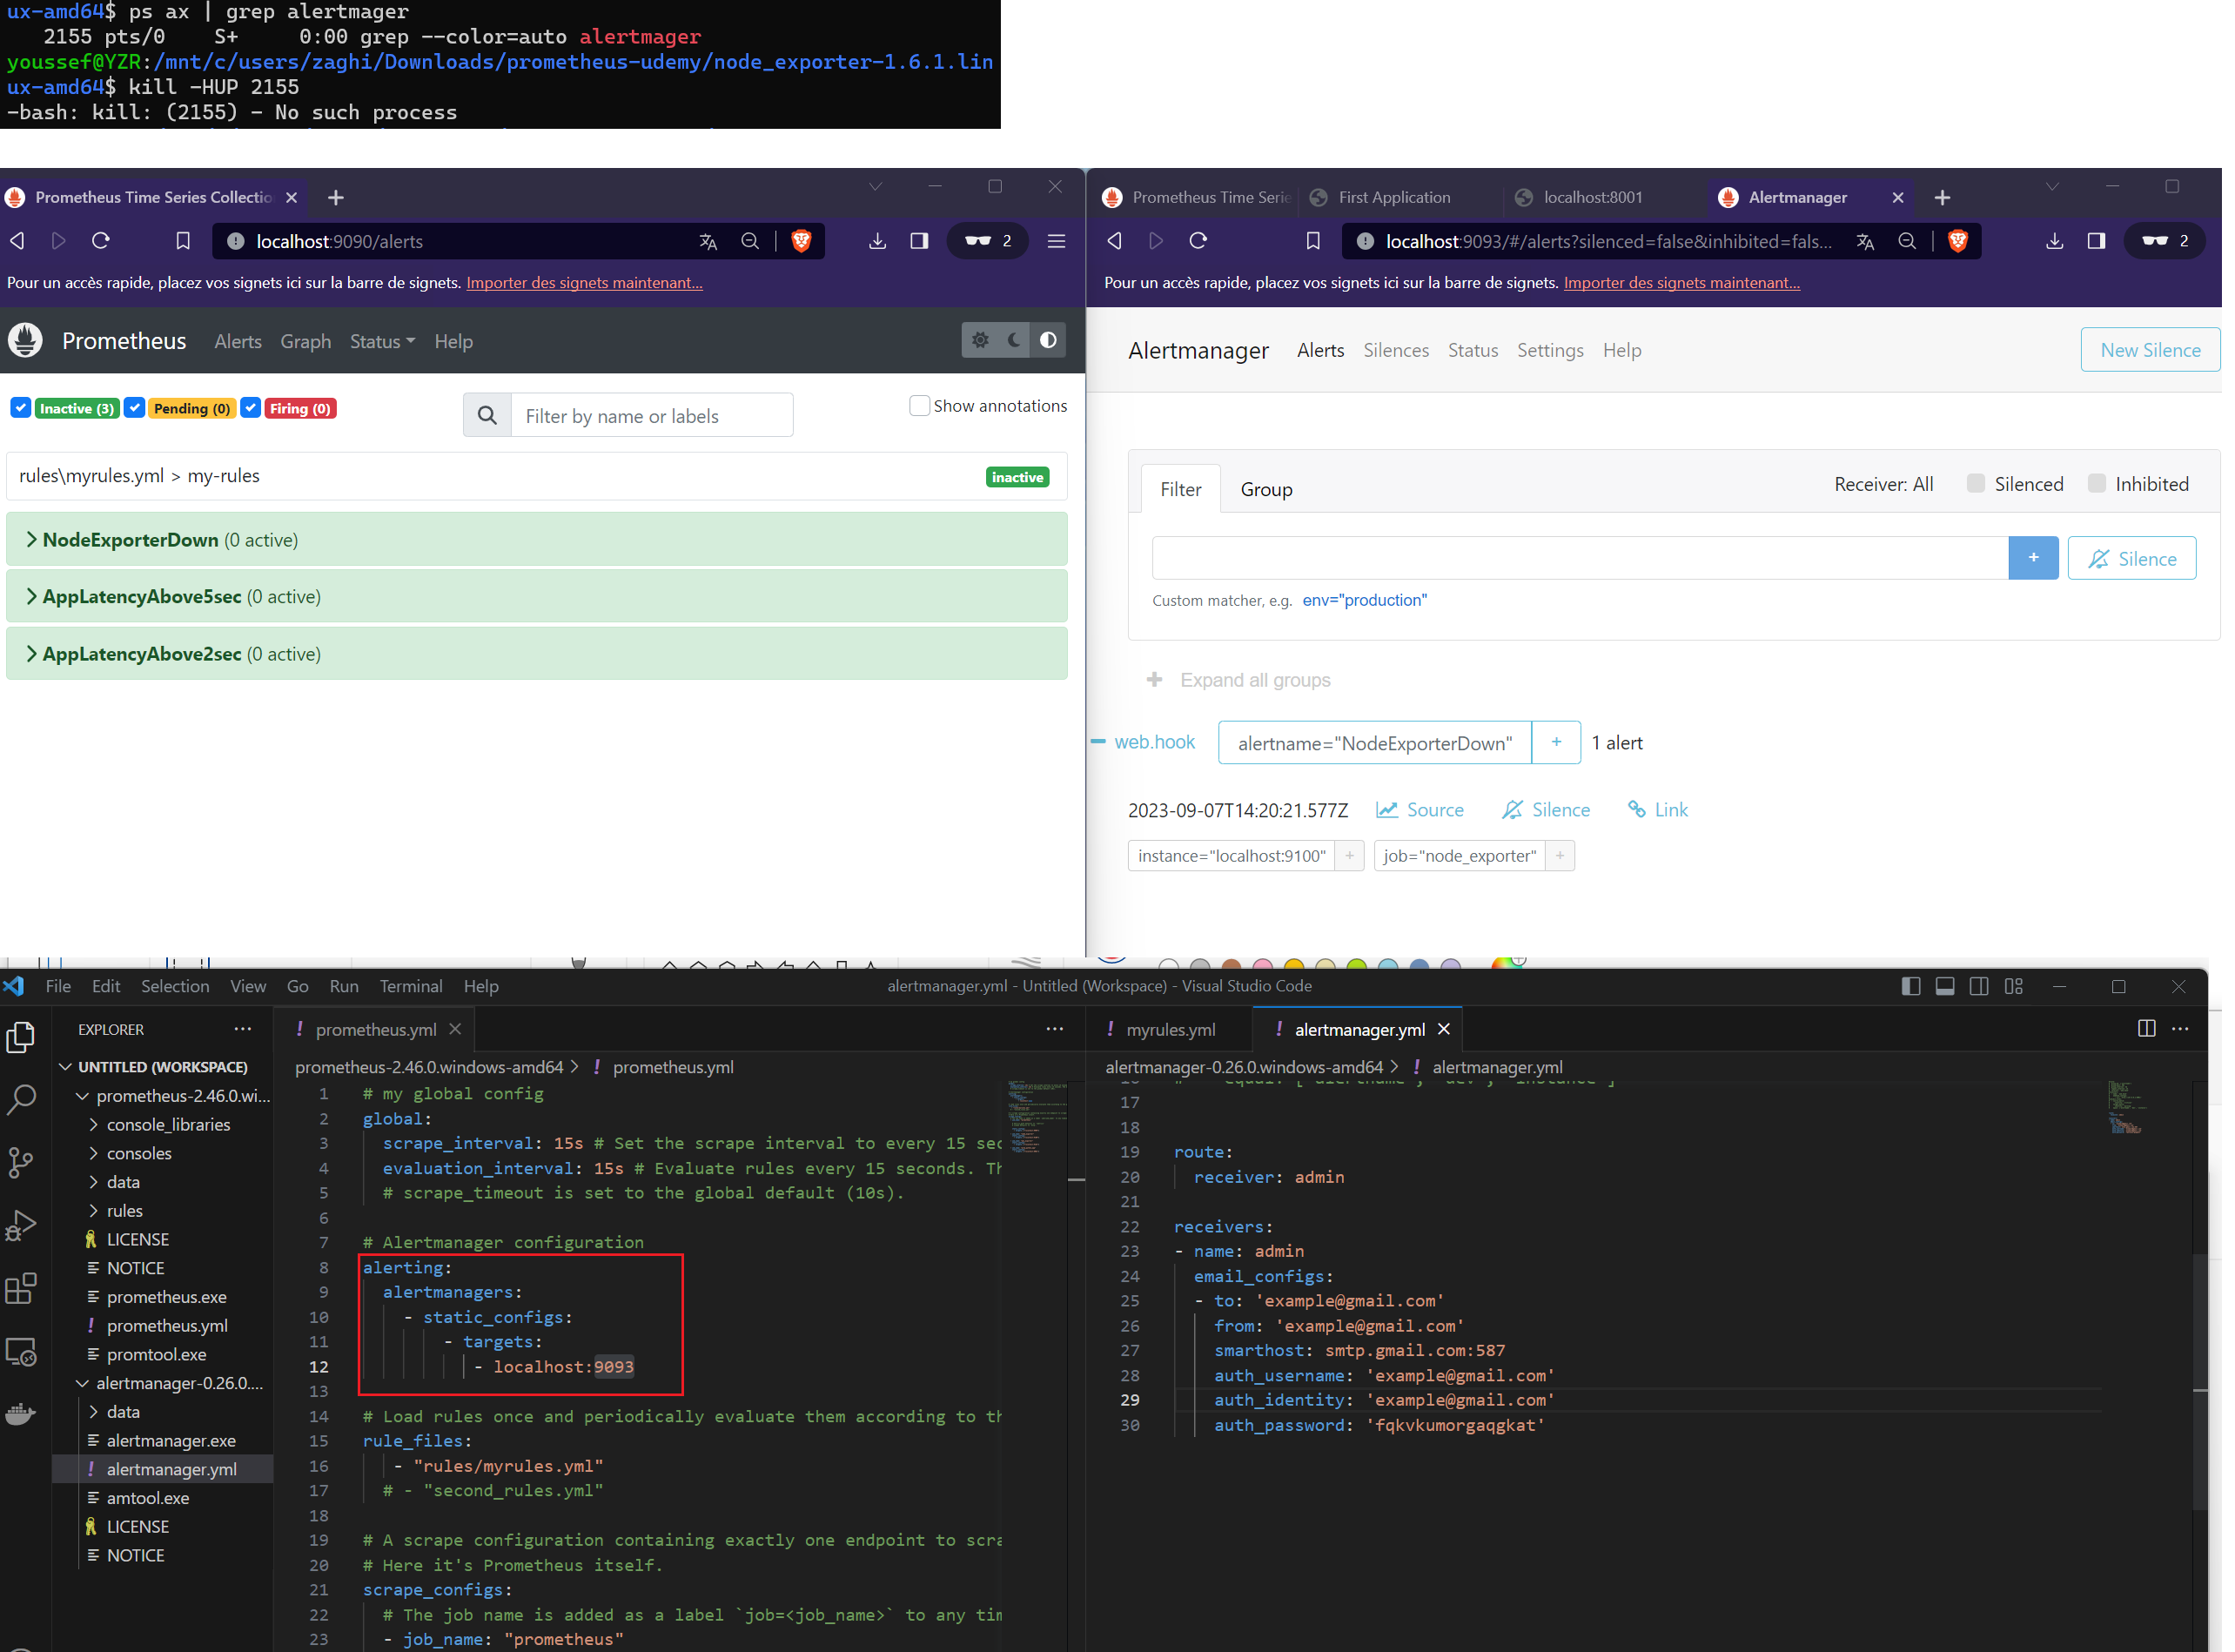 ux-amd64$ ps ax | grep alertmager
2155 pts/0 S+ 0:00 grep --color=auto alertmager
youssef@YZR:/mnt/c/users/zaghi/Downloads/prometheus-udemy/node_exporter-1.6.1.lin
ux-amd64$ kill -HUP 2155
-bash: kill: (2155) - No such process
Prometheus Time Series Collectio
localhost:9090/alerts
2
Pour un accès rapide, placez vos signets ici sur la barre de signets. Importer des signets maintenant...
Prometheus Alerts Graph Status Help
Inactive (3) Pending (0) Firing (0)
Filter by name or labels
Show annotations
rules\myrules.yml > my-rules
inactive
NodeExporterDown (0 active)
AppLatencyAbove5sec (0 active)
AppLatencyAbove2sec (0 active)
Prometheus Time Serie
First Application
localhost:8001
Alertmanager
localhost:9093/#/alerts?silenced=false&inhibited=fals...
2
Pour un accès rapide, placez vos signets ici sur la barre de signets. Importer des signets maintenant...
Alertmanager Alerts Silences Status Settings Help
New Silence
Filter Group
Receiver: All Silenced Inhibited
+
Silence
Custom matcher, e.g. env="production"
+ Expand all groups
web.hook alertname="NodeExporterDown" + 1 alert
2023-09-07T14:20:21.577Z Source Silence Link
instance="localhost:9100" + job="node_exporter" +
File Edit Selection View Go Run Terminal Help
alertmanager.yml - Untitled (Workspace) - Visual Studio Code
EXPLORER ...
UNTITLED (WORKSPACE)
prometheus-2.46.0.wi...
console_libraries
consoles
data
rules
LICENSE
NOTICE
prometheus.exe
! prometheus.yml
promtool.exe
alertmanager-0.26.0....
data
alertmanager.exe
! alertmanager.yml
amtool.exe
LICENSE
NOTICE
! prometheus.yml
...
prometheus-2.46.0.windows-amd64 > ! prometheus.yml
1 # my global config
2 global:
3 scrape_interval: 15s # Set the scrape interval to every 15 sec
4 evaluation_interval: 15s # Evaluate rules every 15 seconds. Th
5 # scrape_timeout is set to the global default (10s).
6
7 # Alertmanager configuration
8 alerting:
9 alertmanagers:
10 - static_configs:
11 - targets:
12 - localhost:9093
13
14 # Load rules once and periodically evaluate them according to th
15 rule_files:
16 - "rules/myrules.yml"
17 # - "second_rules.yml"
18
19 # A scrape configuration containing exactly one endpoint to scra
20 # Here it's Prometheus itself.
21 scrape_configs:
22 # The job name is added as a label `job=<job_name>` to any tim
23 - job_name: "prometheus"
! myrules.yml
! alertmanager.yml
...
alertmanager-0.26.0.windows-amd64 > ! alertmanager.yml
16 # equal: ['alertname', 'dev', 'instance']
17
18
19 route:
20 receiver: admin
21
22 receivers:
23 - name: admin
24 email_configs:
25 - to: 'example@gmail.com'
26 from: 'example@gmail.com'
27 smarthost: smtp.gmail.com:587
28 auth_username: 'example@gmail.com'
29 auth_identity: 'example@gmail.com'
30 auth_password: 'fqkvkumorgaqgkat'